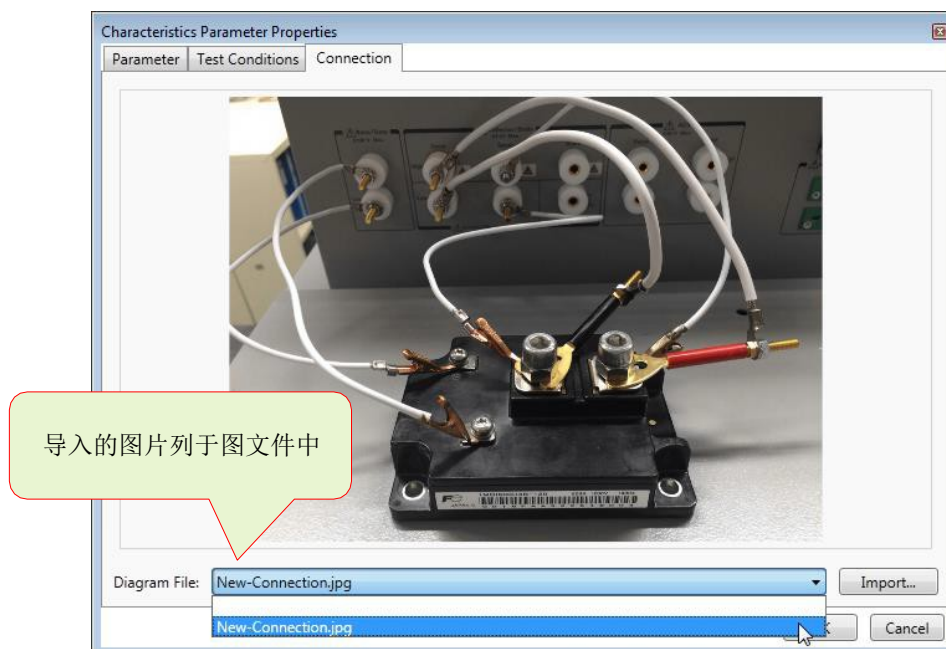 Characteristics Parameter Properties
Parameter Test Conditions Connection
导入的图片列于图文件中
Diagram File: New-Connection.jpg Import...
New-Connection.jpg
Cancel